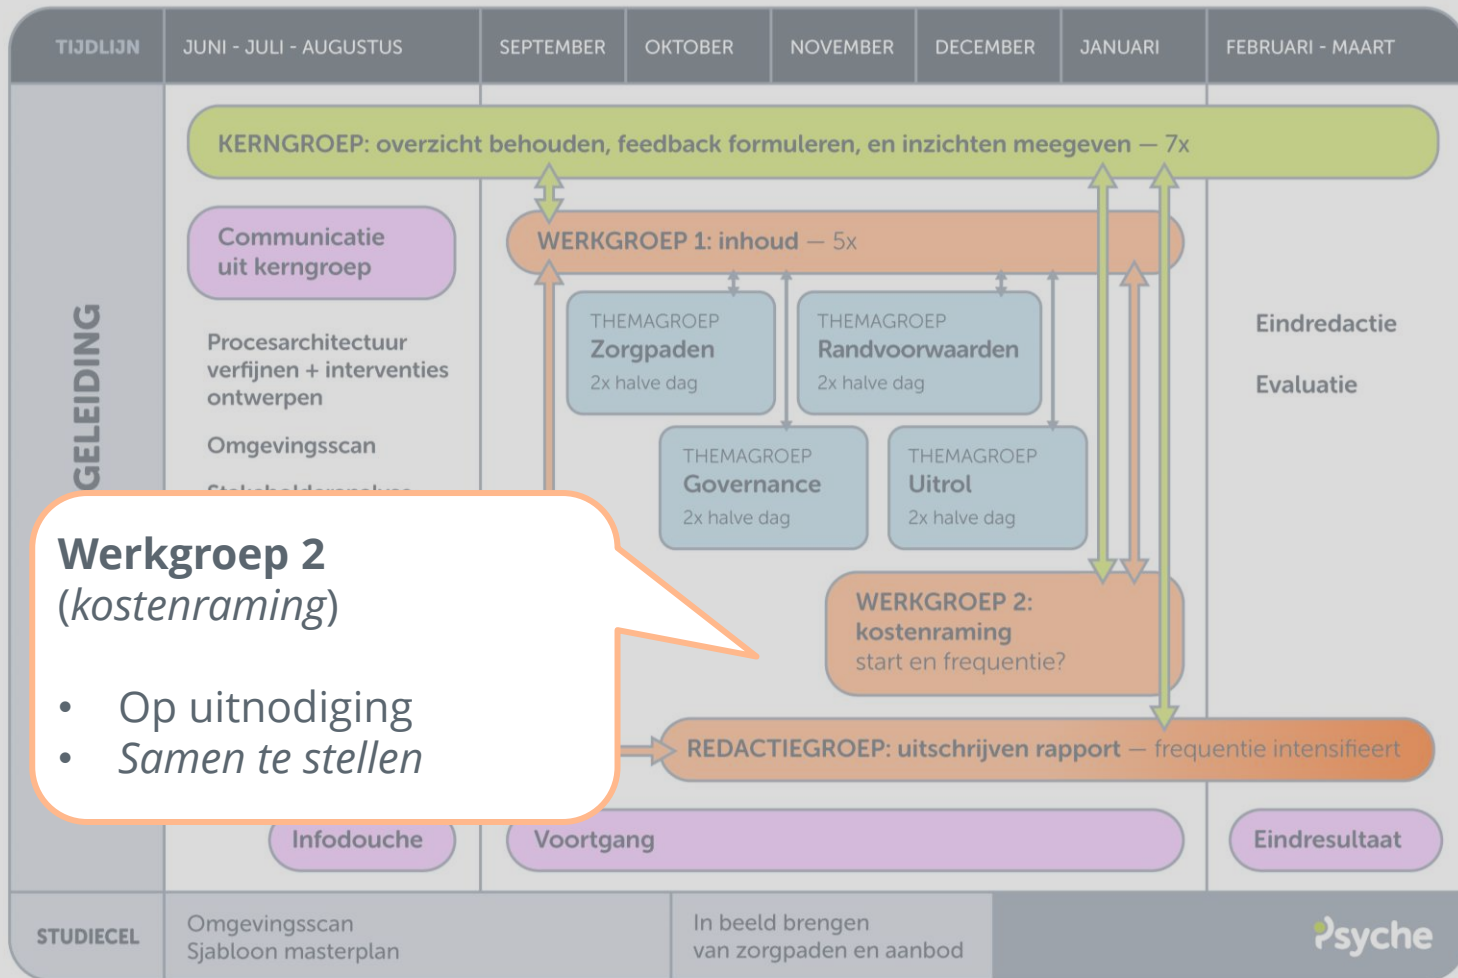 TIJDLIJN
JUNI - JULI - AUGUSTUS
SEPTEMBER
OKTOBER
NOVEMBER
DECEMBER
JANUARI
FEBRUARI - MAART
GELEIDING
KERNGROEP: overzicht behouden, feedback formuleren, en inzichten meegeven — 7x
Communicatie
uit kerngroep
Procesarchitectuur
verfijnen + interventies
ontwerpen
Omgevingsscan
WERKGROEP 1: inhoud — 5x
THEMAGROEP
Zorgpaden
2x halve dag
THEMAGROEP
Randvoorwaarden
2x halve dag
THEMAGROEP
Governance
2x halve dag
THEMAGROEP
Uitrol
2x halve dag
Eindredactie
Evaluatie
Werkgroep 2
(kostenraming)
• Op uitnodiging
• Samen te stellen
WERKGROEP 2:
kostenraming
start en frequentie?
REDACTIEGROEP: uitschrijven rapport — frequentie intensifieert
Infodouche
Voortgang
Eindresultaat
STUDIECEL
Omgevingsscan
Sjabloon masterplan
In beeld brengen
van zorgpaden en aanbod
Psyche